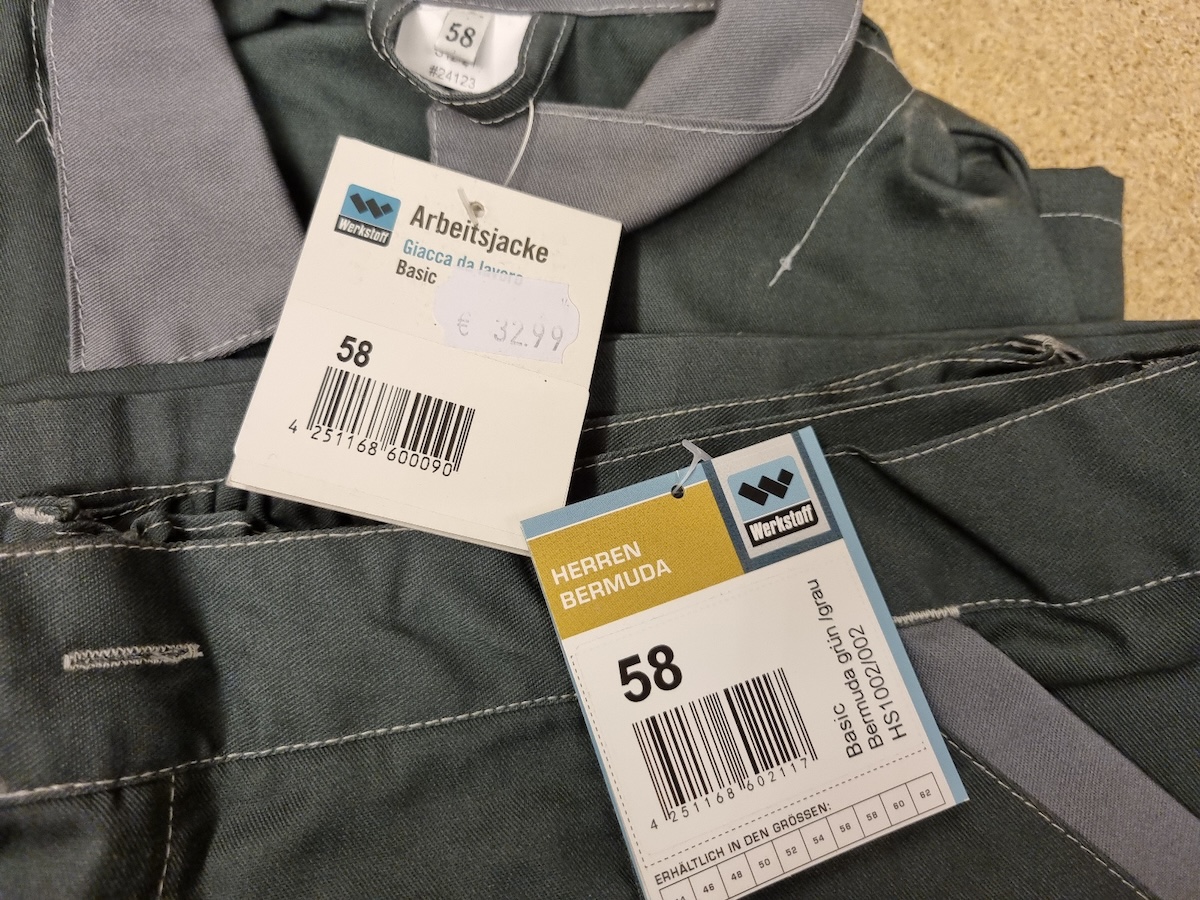 58
#24123
Werkstoff
Arbeitsjacke
Giacca da lavoro
Basic
€ 32.99
58
4 251168 600090
Werkstoff
HERREN
BERMUDA
58
4 251168 602117
Basic
Bermuda grün/grau
HS1002/002
ERHÄLTLICH IN DEN GRÖSSEN:
46 48 50 52 54 56 58 60 62